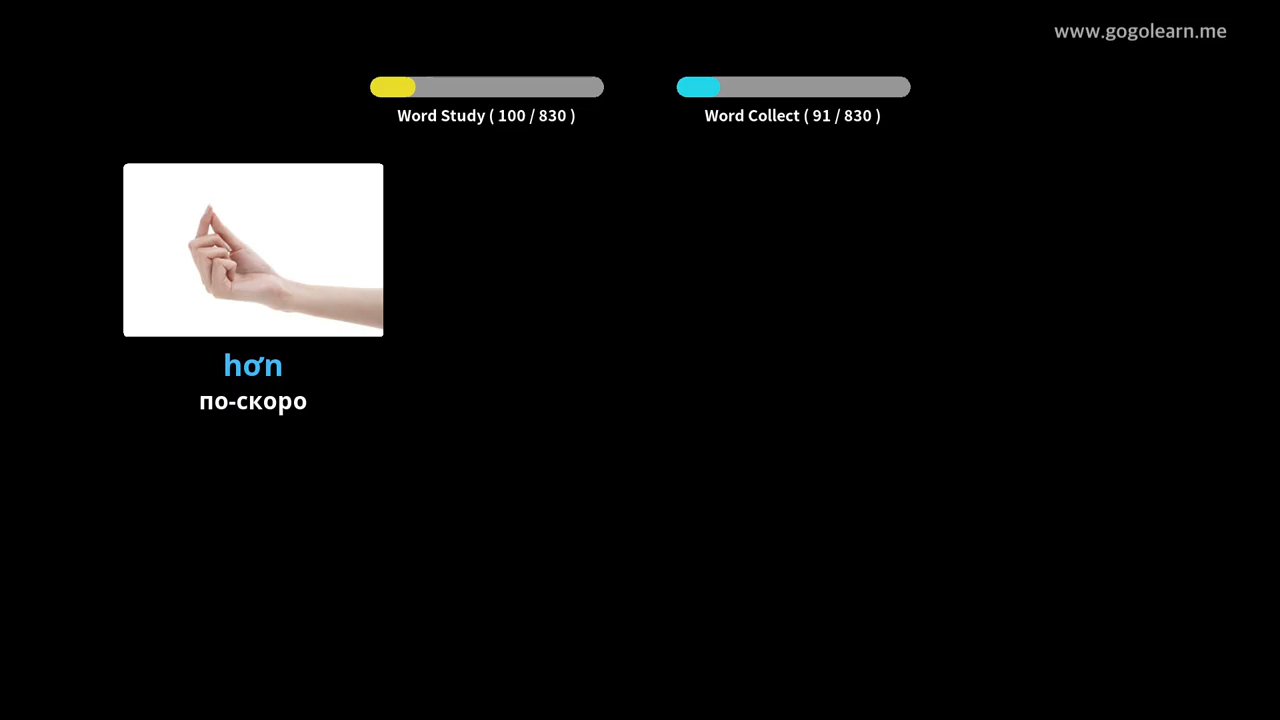 www.gogolearn.me
Word Study ( 100 / 830 )
Word Collect ( 91 / 830 )
hơn
по-скоро